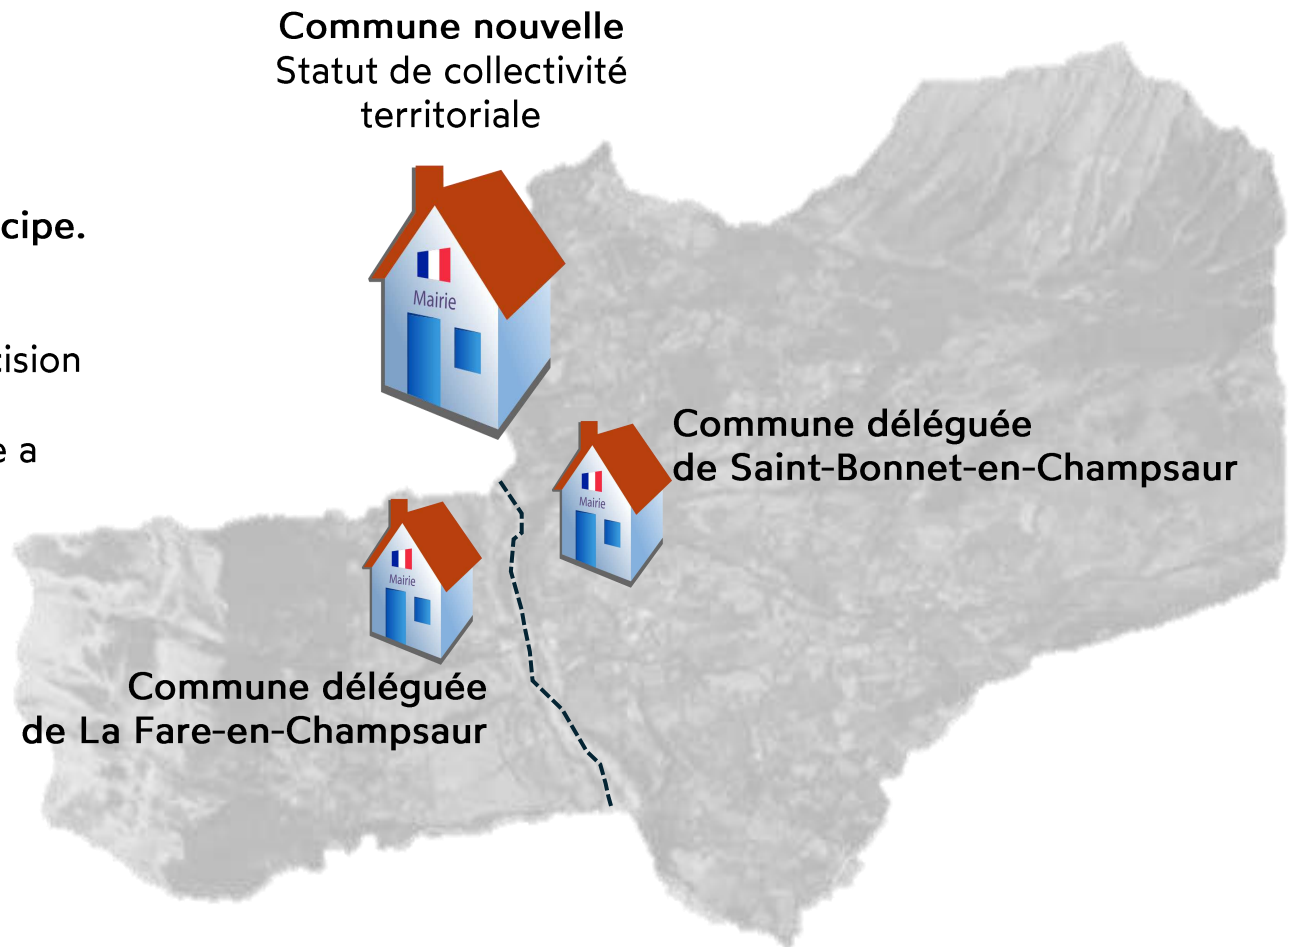 Commune nouvelle
Statut de collectivité
territoriale
cipe.
Mairie
ision
e a
Commune déléguée
de Saint-Bonnet-en-Champsaur
Mairie
Mairie
Commune déléguée
de La Fare-en-Champsaur